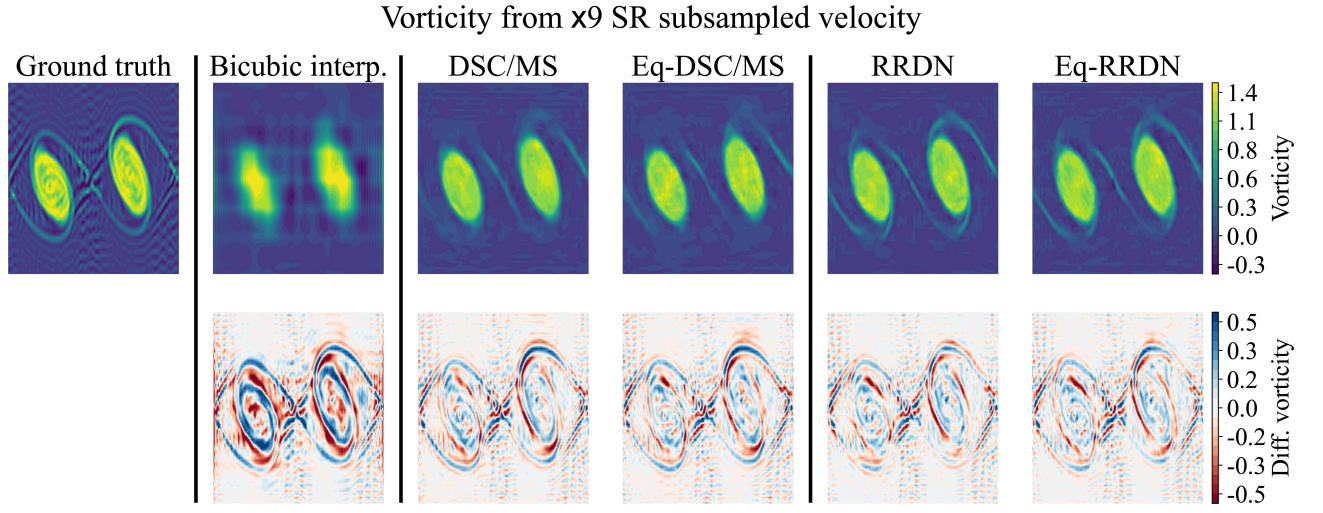 Vorticity from x9 SR subsampled velocity
Ground truth
Bicubic interp.
DSC/MS
Eq-DSC/MS
RRDN
Eq-RRDN
1.4
1.1
0.8
0.6
0.3
0.0
-0.3
Vorticity
0.5
0.3
0.2
0.0
-0.2
-0.3
-0.5
Diff. vorticity